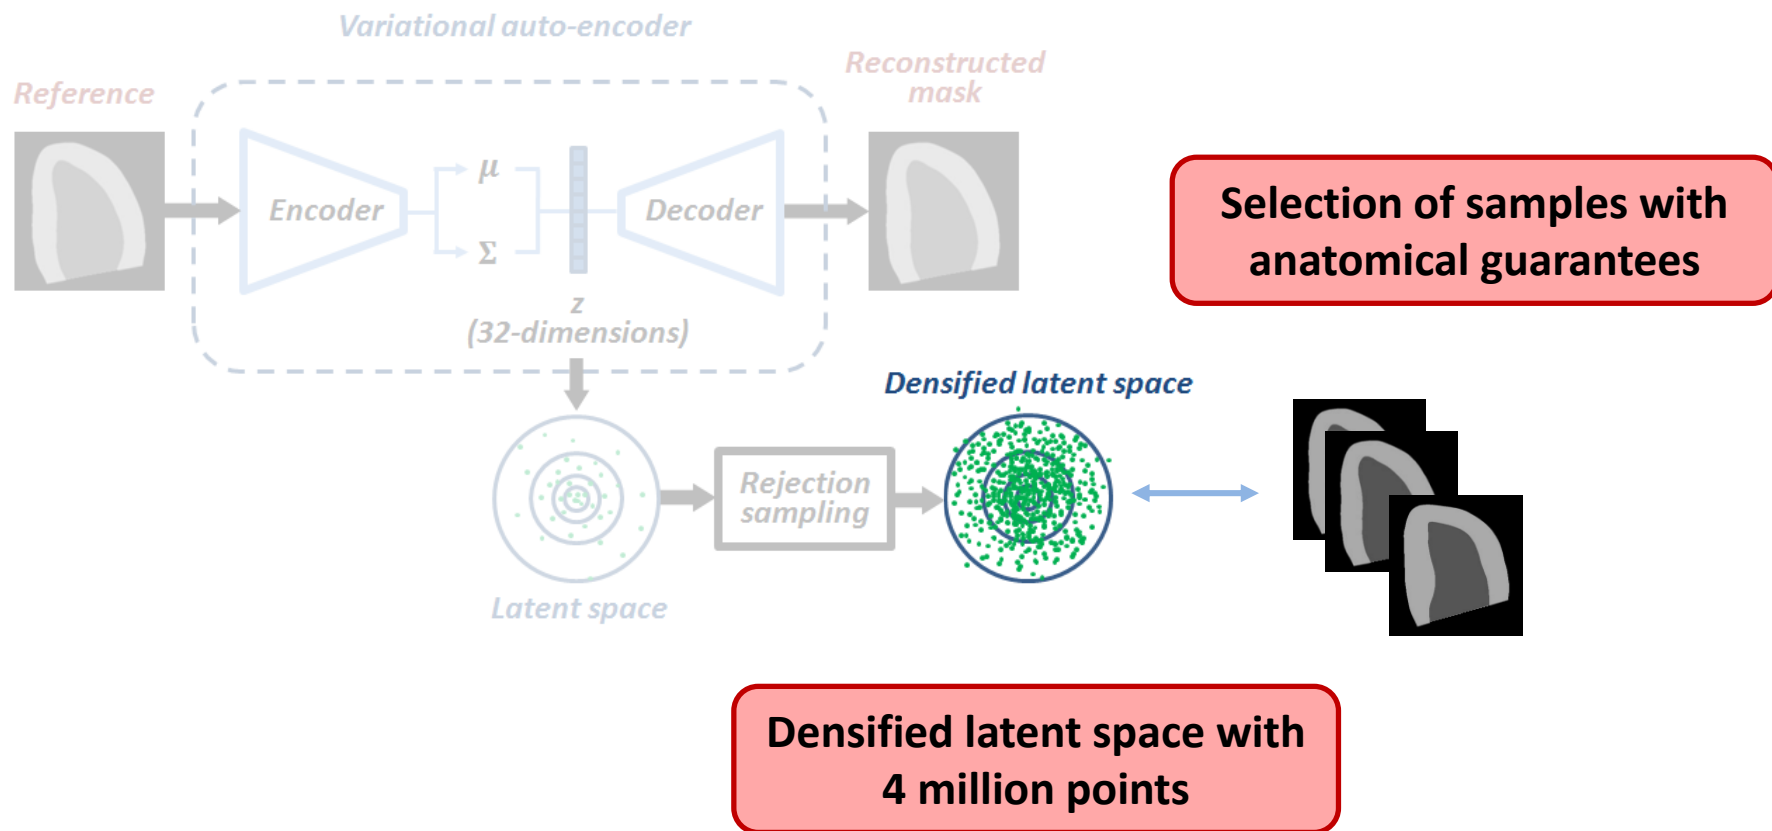 Variational auto-encoder
Reference
Reconstructed
mask
Encoder
μ
Σ
Decoder
z
(32-dimensions)
Selection of samples with
anatomical guarantees
Densified latent space
Rejection
sampling
Latent space
Densified latent space with
4 million points